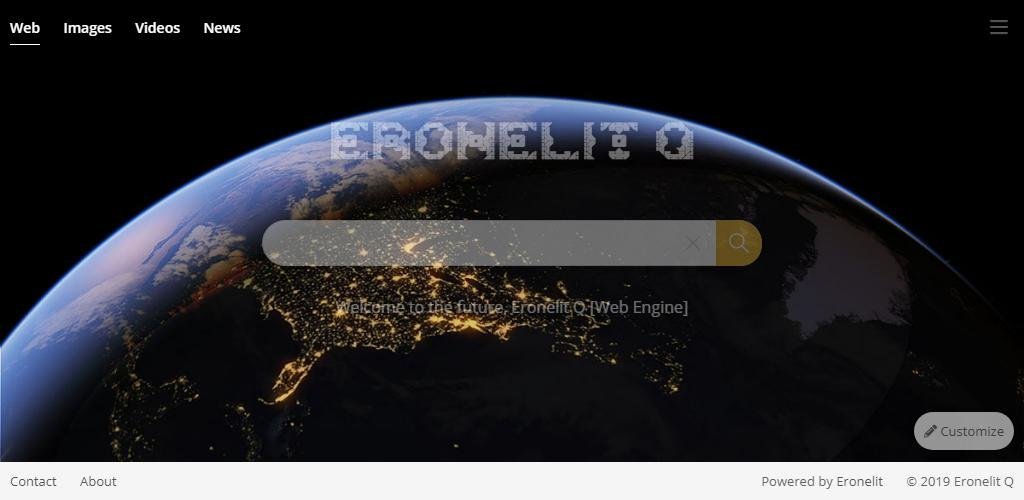 Web Images Videos News
ERONELIT Q
Welcome to the future, Eronelit Q [Web Engine]
Customize
Contact About Powered by Eronelit © 2019 Eronelit Q